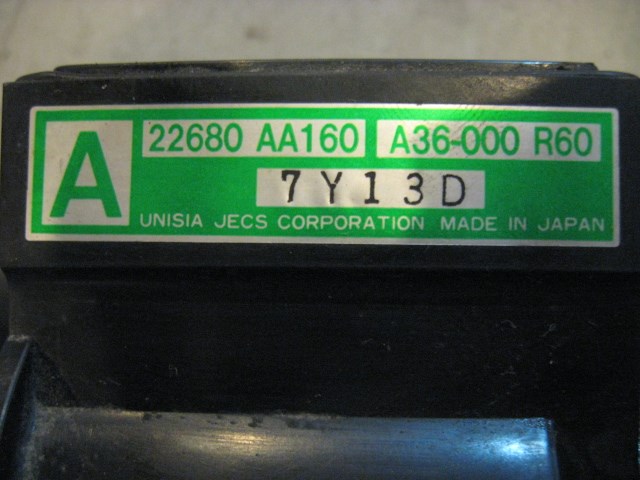 A
22680 AA160 A36-000 R60
7Y13D
UNISIA JECS CORPORATION MADE IN JAPAN